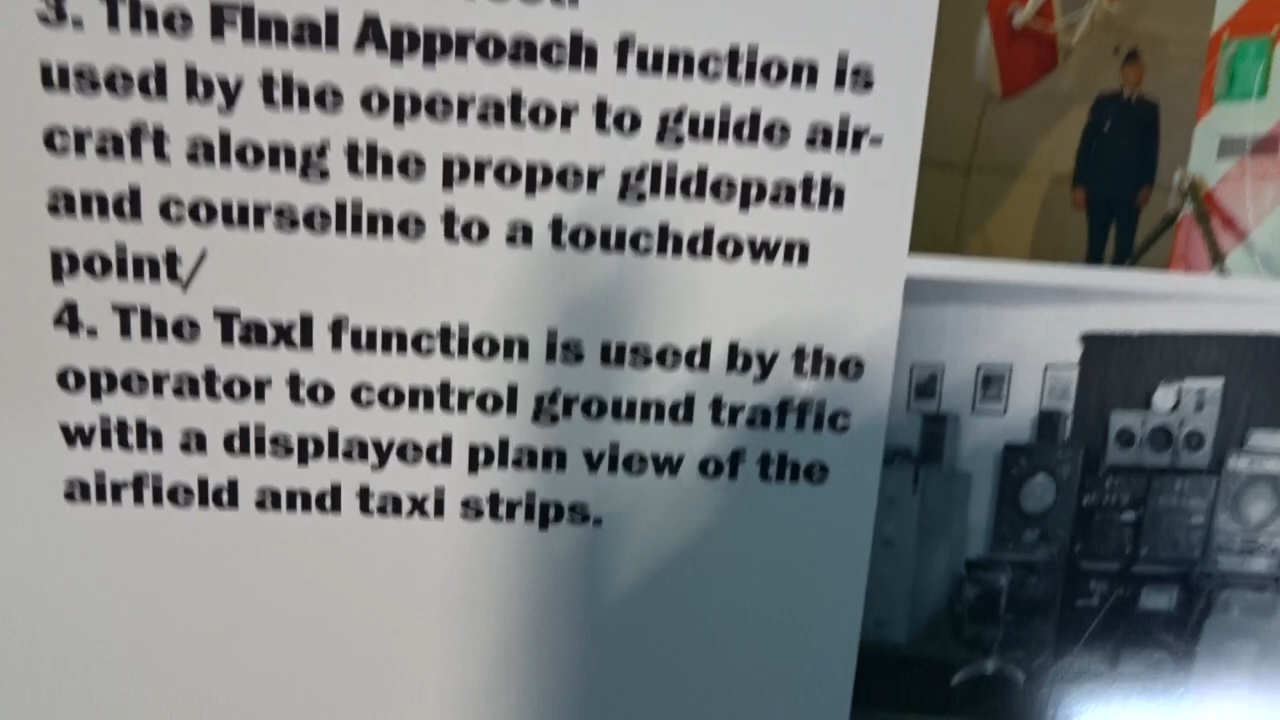 3. The Final Approach function is
used by the operator to guide air-
craft along the proper glidepath
and courseline to a touchdown
point/
4. The Taxi function is used by the
operator to control ground traffic
with a displayed plan view of the
airfield and taxi strips.